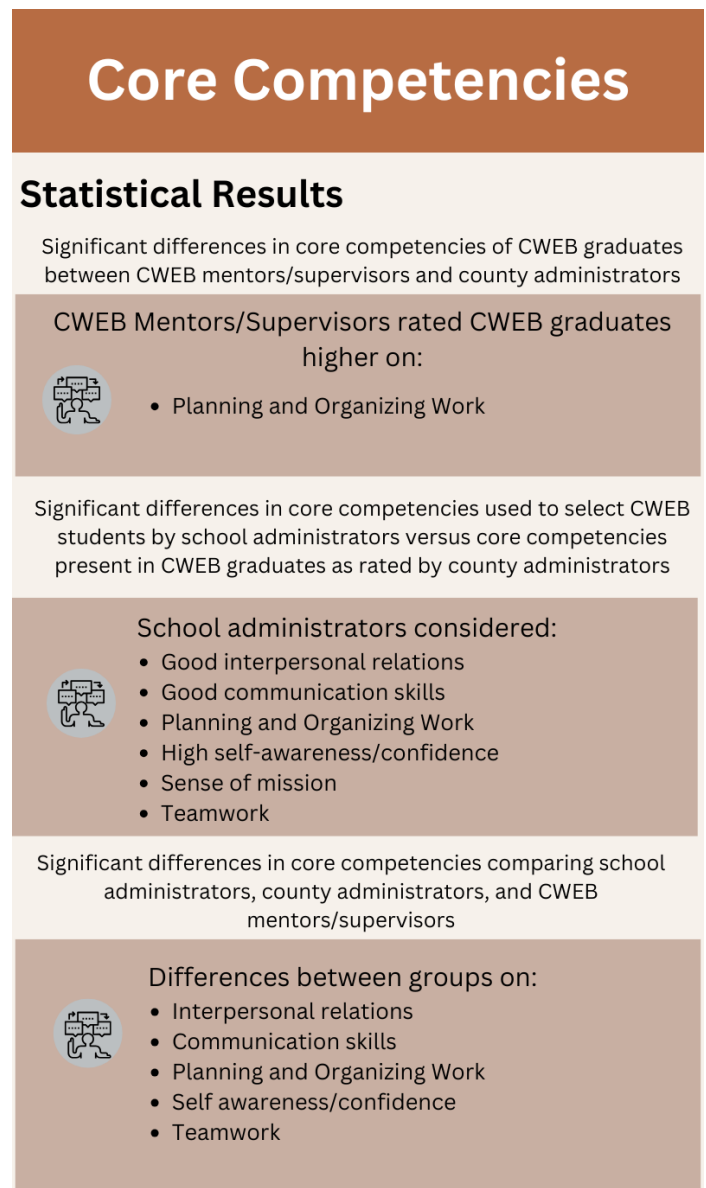 Core Competencies
Statistical Results
Significant differences in core competencies of CWEB graduates
between CWEB mentors/supervisors and county administrators
CWEB Mentors/Supervisors rated CWEB graduates
higher on:
• Planning and Organizing Work
Significant differences in core competencies used to select CWEB
students by school administrators versus core competencies
present in CWEB graduates as rated by county administrators
School administrators considered:
• Good interpersonal relations
• Good communication skills
• Planning and Organizing Work
• High self-awareness/confidence
• Sense of mission
• Teamwork
Significant differences in core competencies comparing school
administrators, county administrators, and CWEB
mentors/supervisors
Differences between groups on:
• Interpersonal relations
• Communication skills
• Planning and Organizing Work
• Self awareness/confidence
• Teamwork